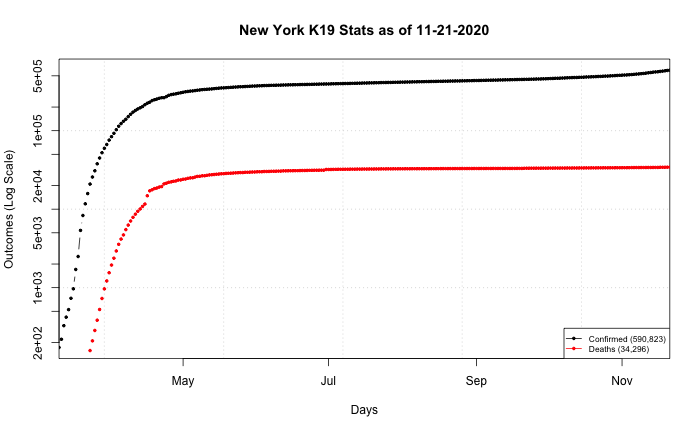 New York K19 Stats as of 11-21-2020
Outcomes (Log Scale)
5e+05
1e+05
2e+04
5e+03
1e+03
2e+02
Confirmed (590,823)
Deaths (34,296)
May Jul Sep Nov
Days